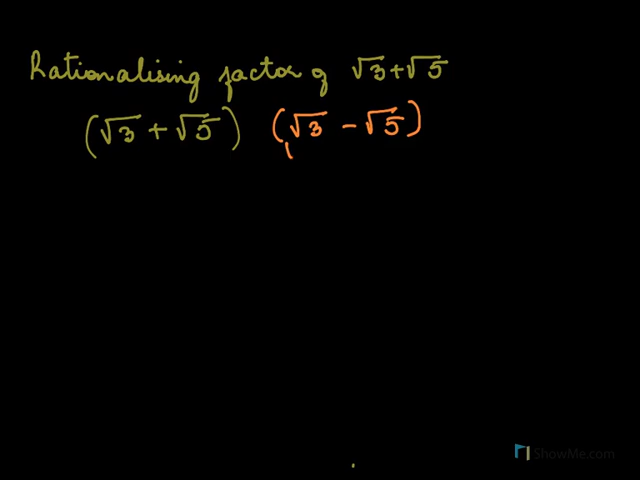 Rationalising factor of √3+√5
(√3 + √5) (√3 - √5)
ShowMe.com